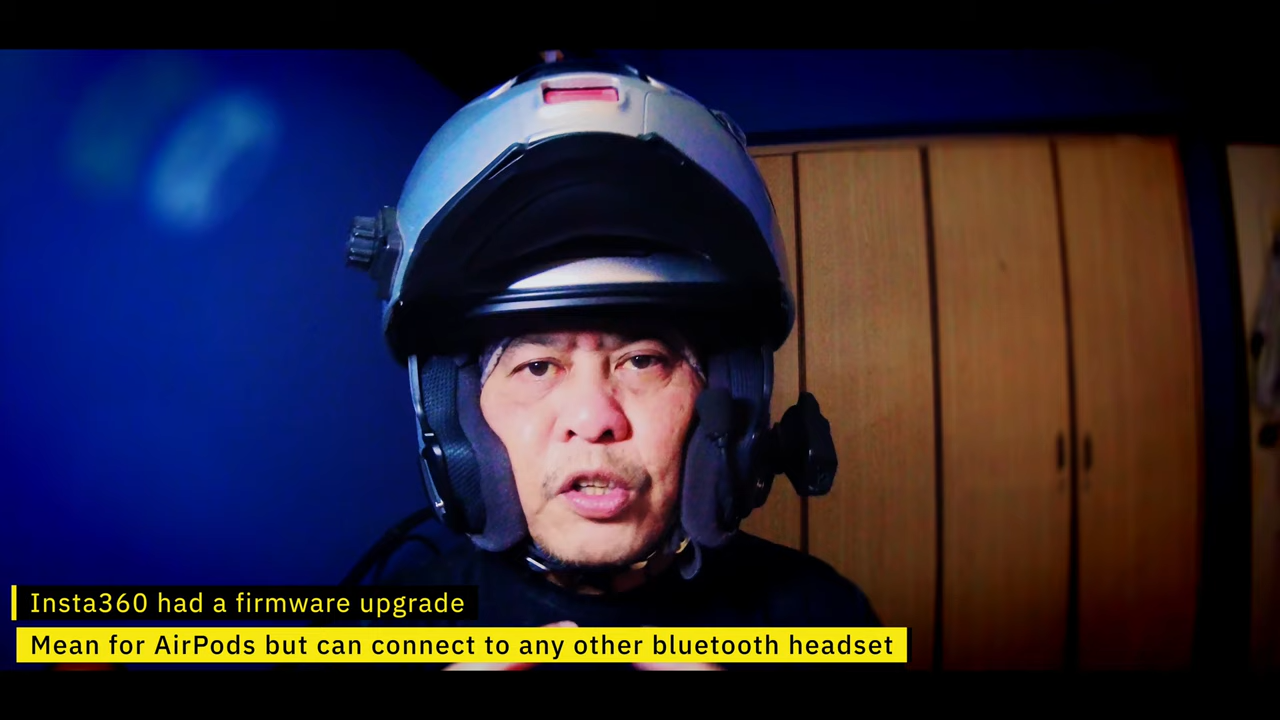 Insta360 had a firmware upgrade
Mean for AirPods but can connect to any other bluetooth headset